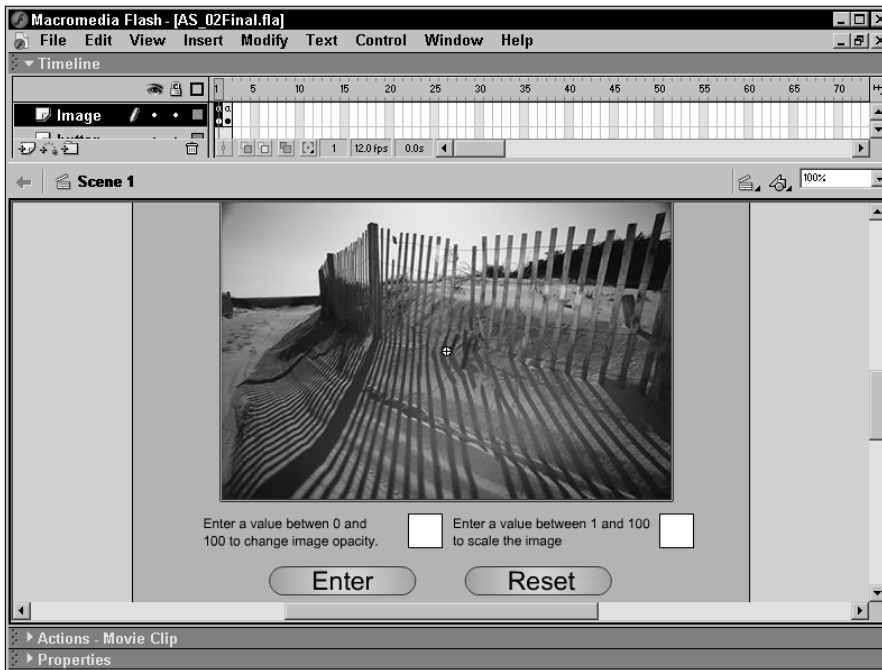 Macromedia Flash - [AS_02Final.fla]
File Edit View Insert Modify Text Control Window Help
Timeline
1 5 10 15 20 25 30 35 40 45 50 55 60 65 70
Image
button
1 12.0 fps 0.0s
Scene 1
100%
Enter a value betwen 0 and
100 to change image opacity.
Enter a value between 1 and 100
to scale the image
Enter
Reset
Actions - Movie Clip
Properties